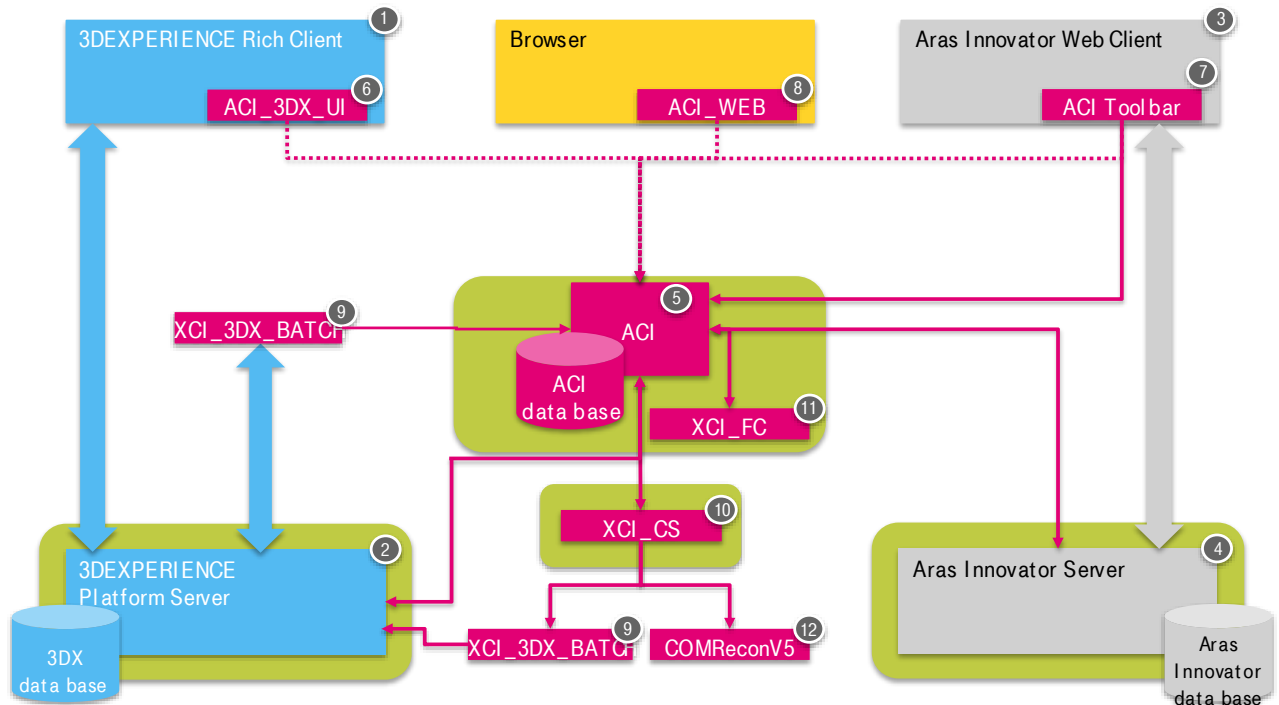 1
3DEXPERIENCE Rich Client
6
ACI_3DX_UI
Browser
8
ACI_WEB
3
Aras Innovator Web Client
7
ACI Toolbar
9
XCI_3DX_BATCH
5
ACI
ACI
data base
11
XCI_FC
10
XCI_CS
2
3DEXPERIENCE
Platform Server
3DX
data base
9
XCI_3DX_BATCH
12
COMReconV5
4
Aras Innovator Server
Aras
Innovator
data base